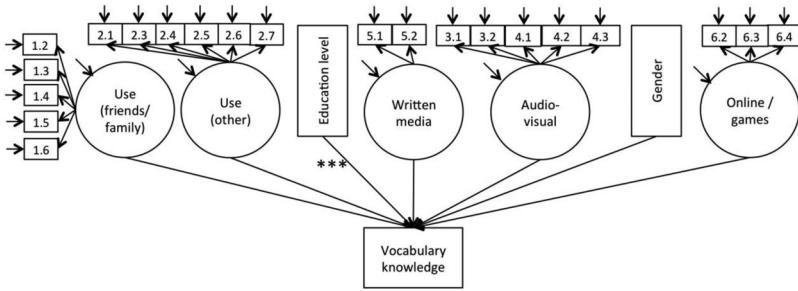 2.1 2.3 2.4 2.5 2.6 2.7
5.1 5.2
3.1 3.2 4.1 4.2 4.3
6.2 6.3 6.4
1.2
1.3
1.4
1.5
1.6
Use
(friends/
family)
Use
(other)
Education level
Written
media
Audio-
visual
Gender
Online /
games
***
Vocabulary
knowledge